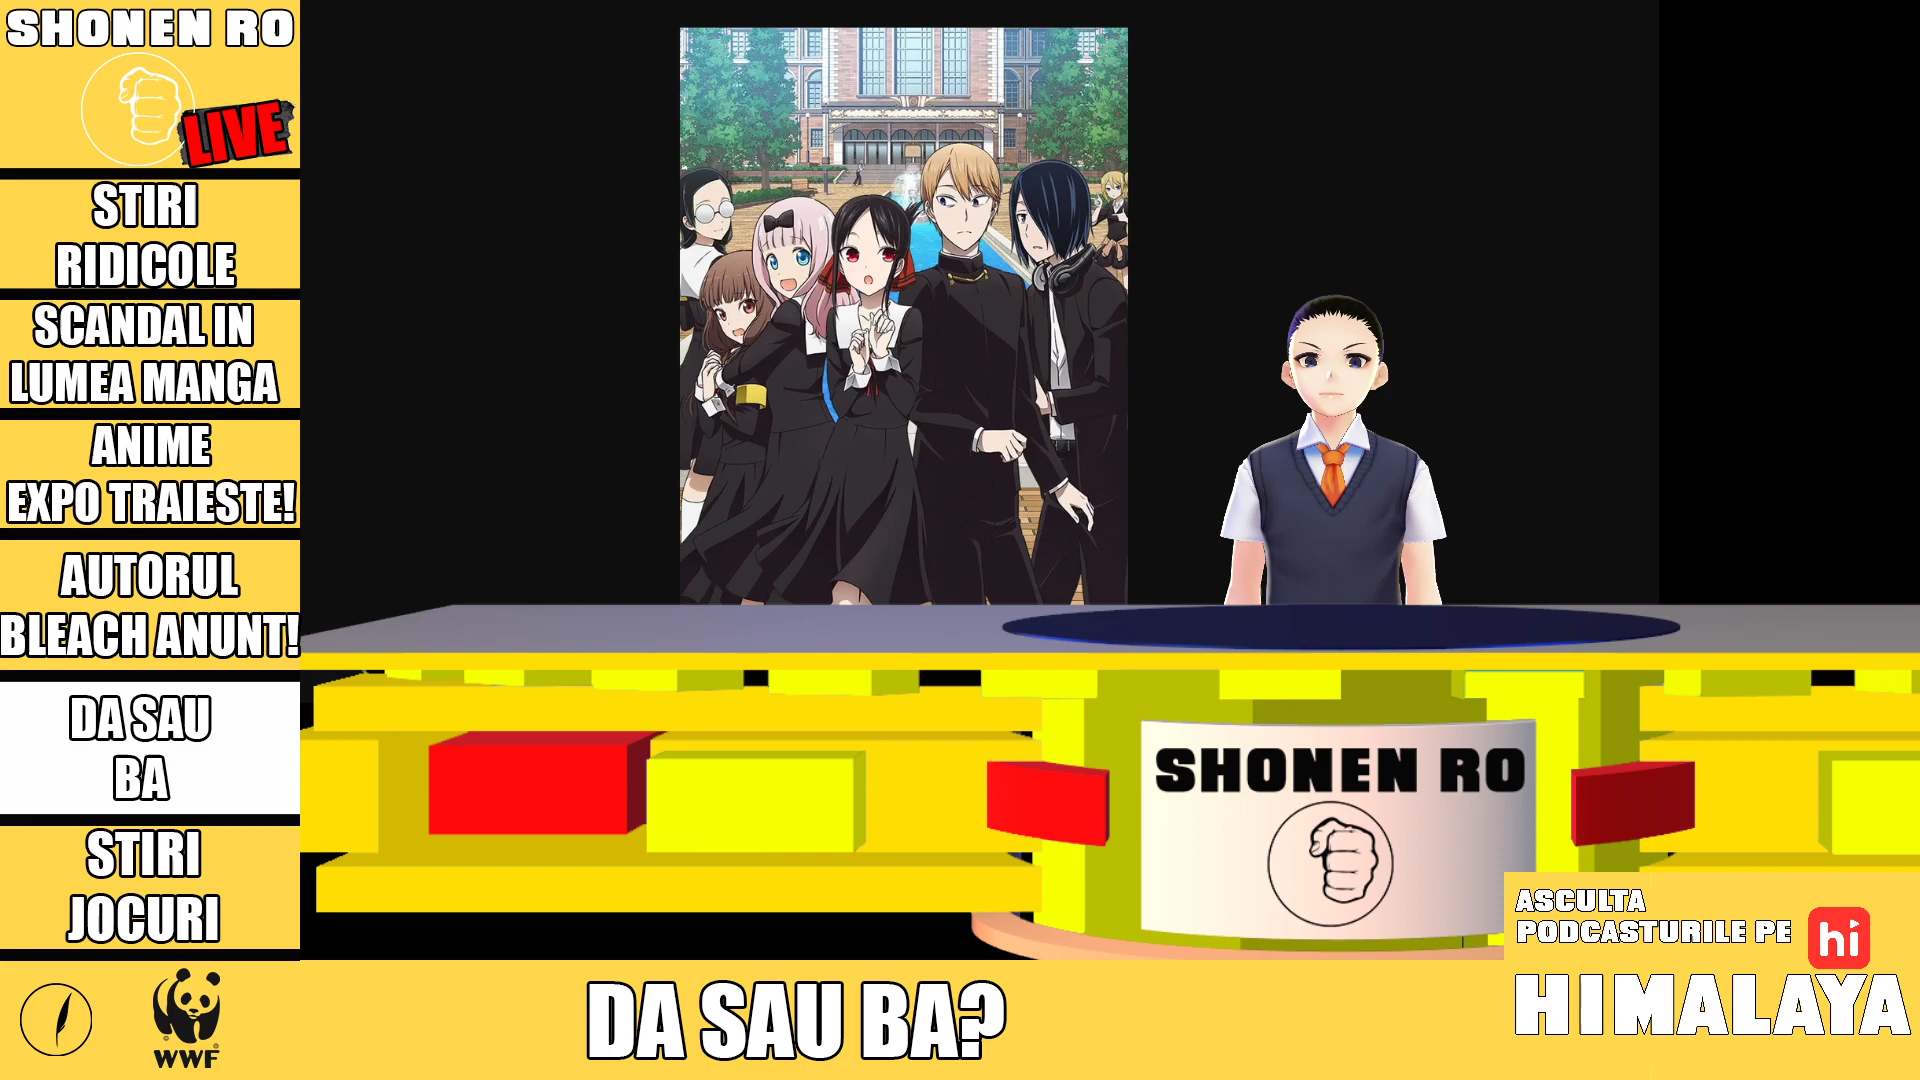 SHONEN RO
LIVE
STIRI
RIDICOLE
SCANDAL IN
LUMEA MANGA
ANIME
EXPO TRAIESTE!
AUTORUL
BLEACH ANUNT!
DA SAU
BA
STIRI
JOCURI
WWF
DA SAU BA?
SHONEN RO
ASCULTA
PODCASTURILE PE
hi
HIMALAYA